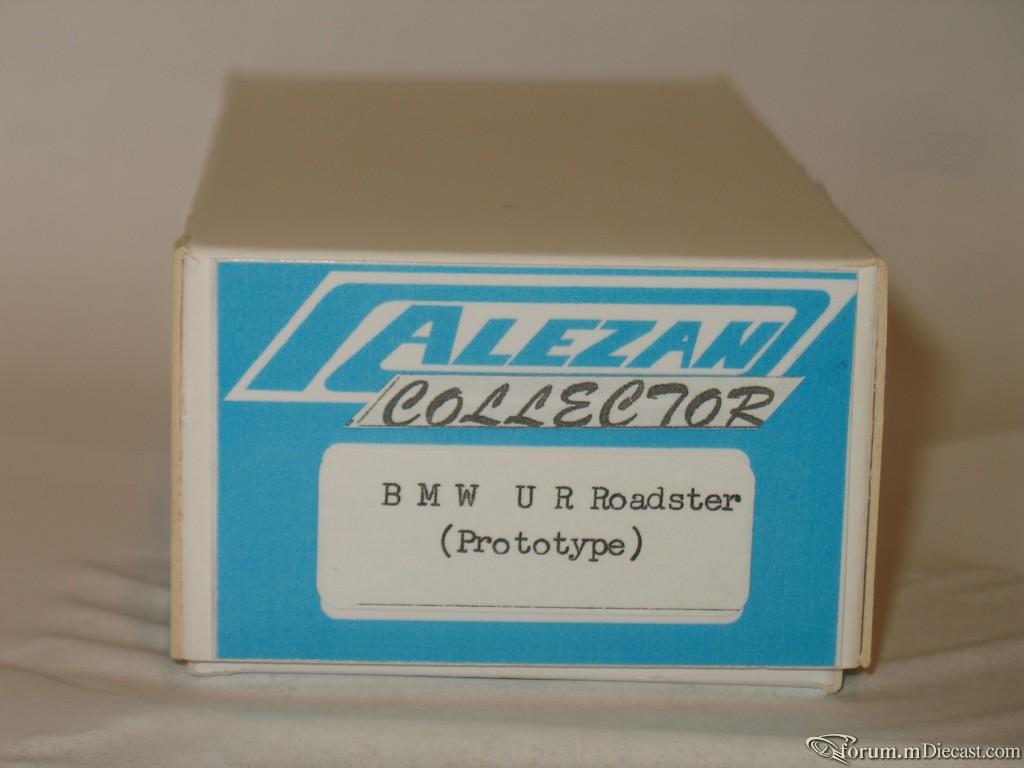 ALEZAN
COLLECTOR
B M W U R Roadster
(Prototype)
forum.mDiecast.com